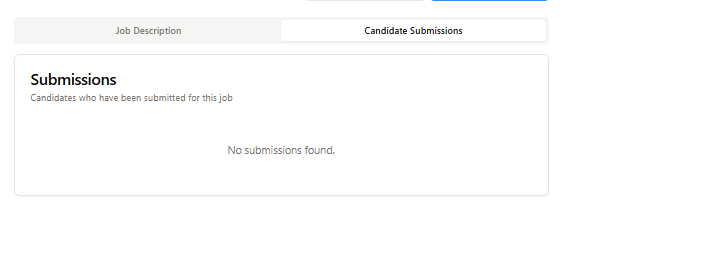 Job Description
Candidate Submissions
Submissions
Candidates who have been submitted for this job
No submissions found.